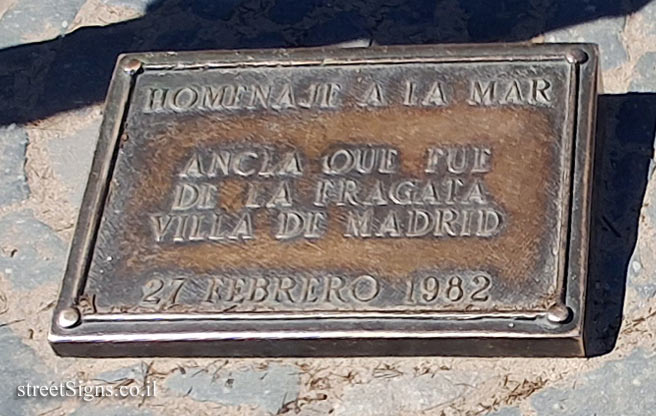 HOMENAJE A LA MAR
ANCLA QUE FUE
DE LA FRAGATA
VILLA DE MADRID
27 FEBRERO 1982
streetSigns.co.il